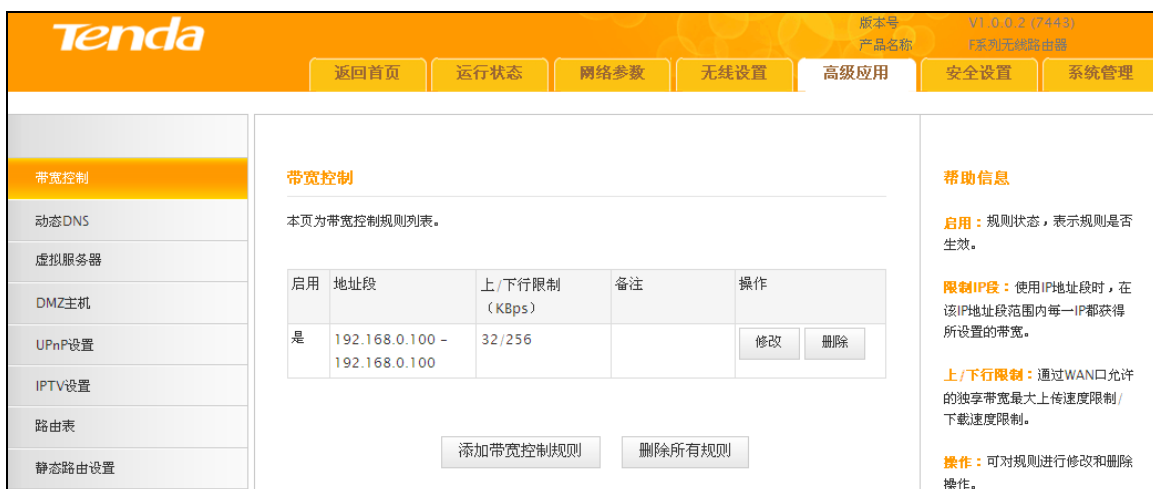 Tenda
版本号 V1.0.0.2 (7443)
产品名称 F系列无线路由器
返回首页 运行状态 网络参数 无线设置 高级应用 安全设置 系统管理
带宽控制
动态DNS
虚拟服务器
DMZ主机
UPnP设置
IPTV设置
路由表
静态路由设置
带宽控制
本页为带宽控制规则列表。
启用 地址段 上/下行限制 备注 操作
(KBps)
是 192.168.0.100 – 32/256 修改 删除
192.168.0.100
添加带宽控制规则 删除所有规则
帮助信息
启用：规则状态，表示规则是否
生效。
限制IP段：使用IP地址段时，在
该IP地址段范围内每一IP都获得
所设置的带宽。
上/下行限制：通过WAN口允许
的独享带宽最大上传速度限制/
下载速度限制。
操作：可对规则进行修改和删除
操作。